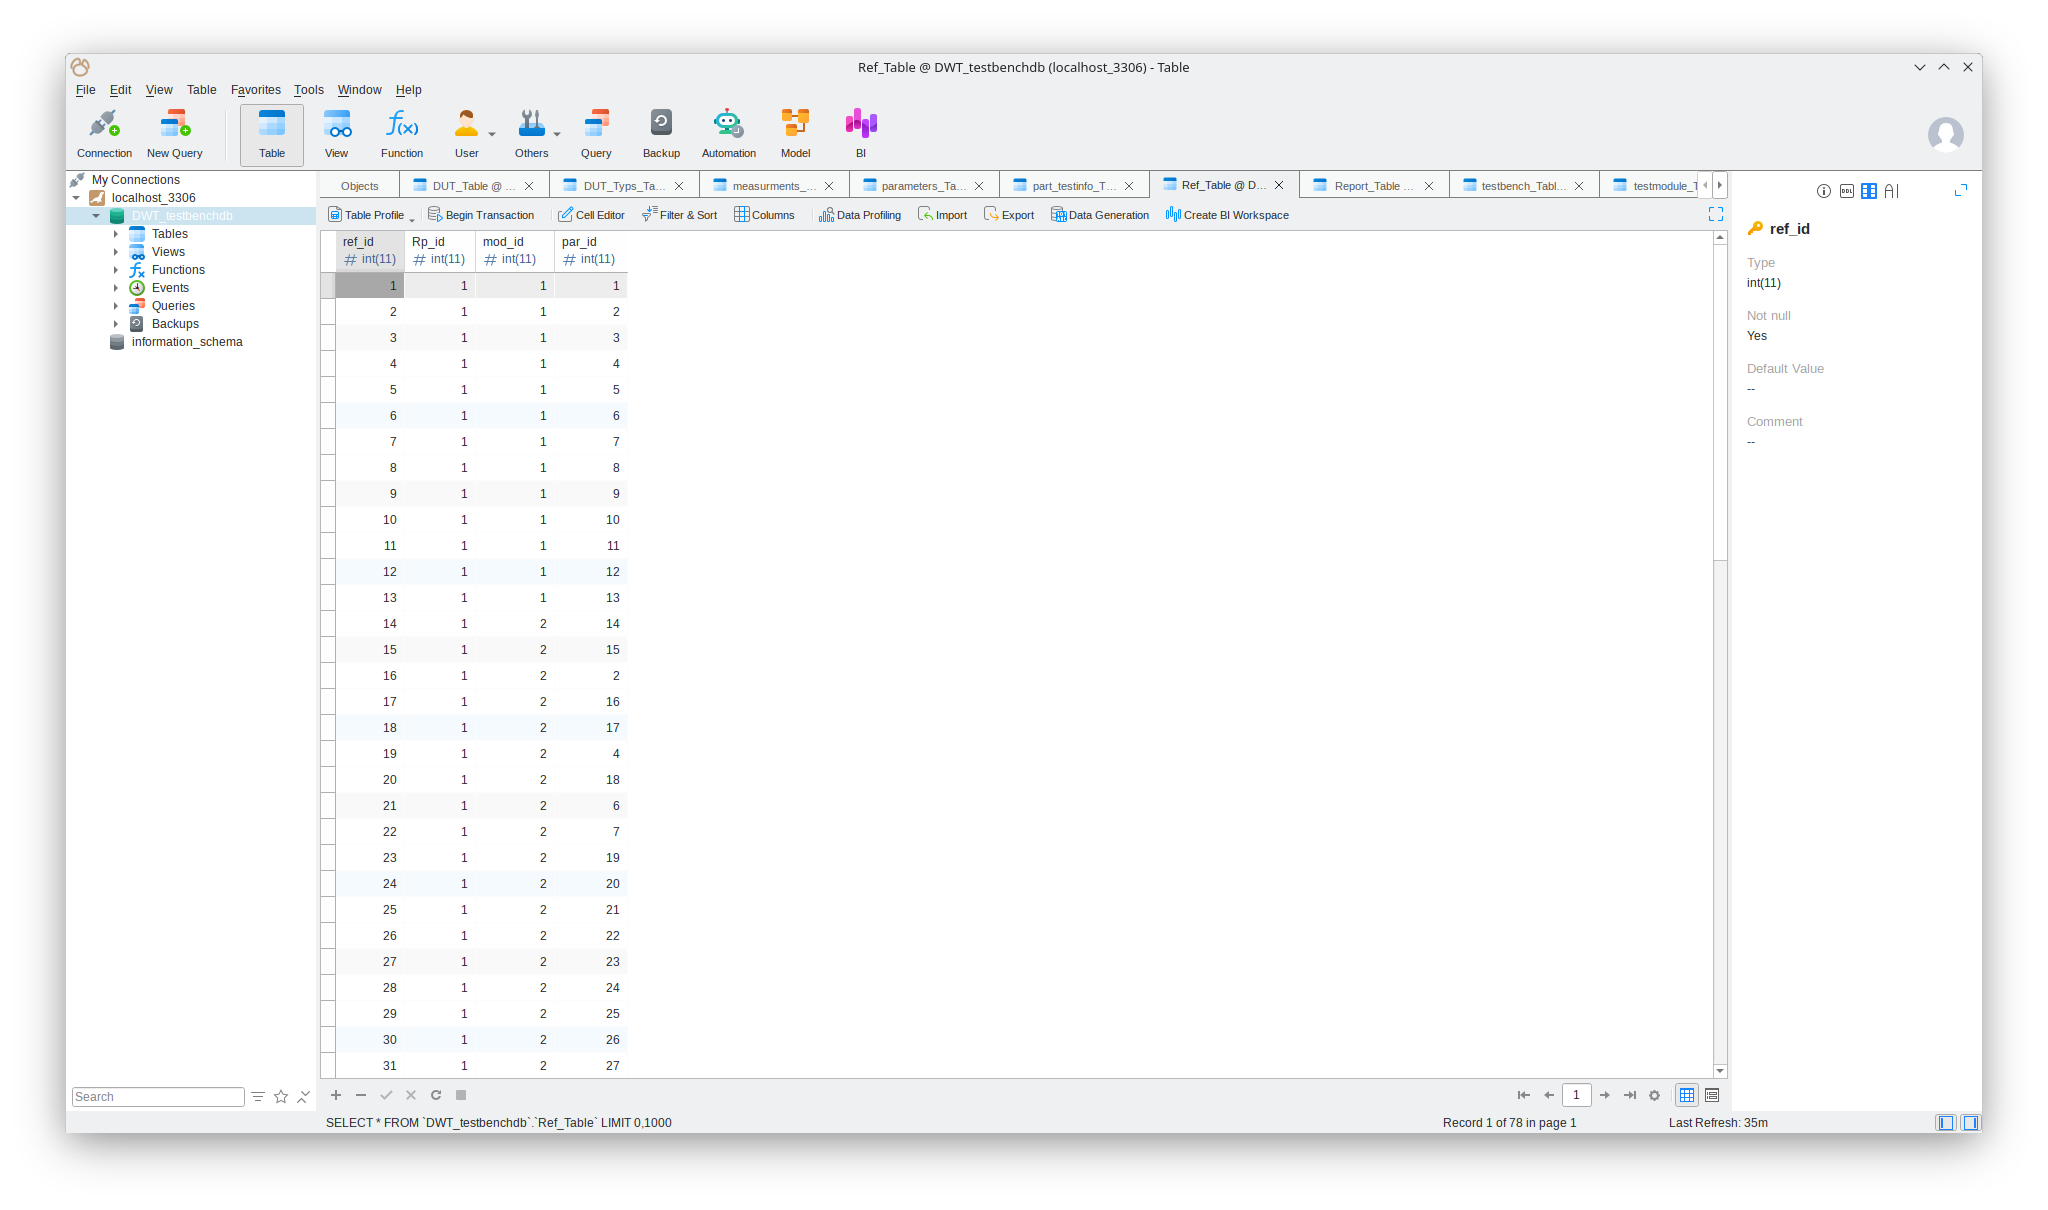 Ref_Table @ DWT_testbenchdb (localhost_3306) - Table
File Edit View Table Favorites Tools Window Help
Connection New Query Table View Function User Others Query Backup Automation Model BI
My Connections
localhost_3306
DWT_testbenchdb
Tables
Views
Functions
Events
Queries
Backups
information_schema
Search
Objects DUT_Table @ ... DUT_Typs_Ta... measurments_... parameters_Ta... part_testinfo_T... Ref_Table @ D... Report_Table ... testbench_Tabl... testmodule_T
Table Profile Begin Transaction Cell Editor Filter & Sort Columns Data Profiling Import Export Data Generation Create BI Workspace
ref_id Rp_id mod_id par_id
# int(11) # int(11) # int(11) # int(11)
1 1 1 1
2 1 1 2
3 1 1 3
4 1 1 4
5 1 1 5
6 1 1 6
7 1 1 7
8 1 1 8
9 1 1 9
10 1 1 10
11 1 1 11
12 1 1 12
13 1 1 13
14 1 2 14
15 1 2 15
16 1 2 2
17 1 2 16
18 1 2 17
19 1 2 4
20 1 2 18
21 1 2 6
22 1 2 7
23 1 2 19
24 1 2 20
25 1 2 21
26 1 2 22
27 1 2 23
28 1 2 24
29 1 2 25
30 1 2 26
31 1 2 27
1
SELECT * FROM `DWT_testbenchdb`.`Ref_Table` LIMIT 0,1000
Record 1 of 78 in page 1
Last Refresh: 35m
DDL AI
ref_id
Type
int(11)
Not null
Yes
Default Value
--
Comment
--